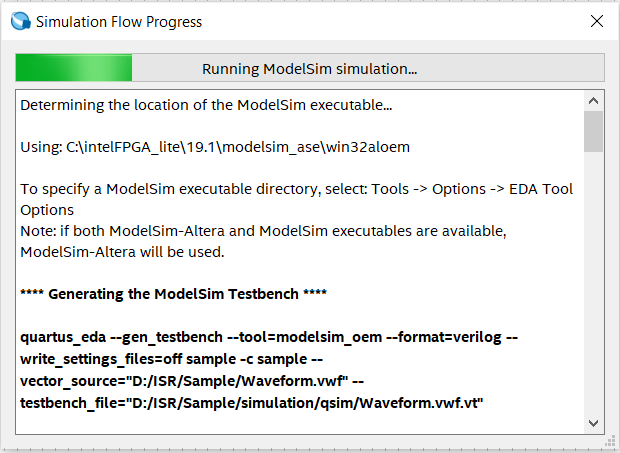 Simulation Flow Progress
Running ModelSim simulation...
Determining the location of the ModelSim executable...
Using: C:\intelFPGA_lite\19.1\modelsim_ase\win32aloem
To specify a ModelSim executable directory, select: Tools -> Options -> EDA Tool
Options
Note: if both ModelSim-Altera and ModelSim executables are available,
ModelSim-Altera will be used.
**** Generating the ModelSim Testbench ****
quartus_eda --gen_testbench --tool=modelsim_oem --format=verilog --
write_settings_files=off sample -c sample --
vector_source="D:/ISR/Sample/Waveform.vwf" --
testbench_file="D:/ISR/Sample/simulation/qsim/Waveform.vwf.vt"